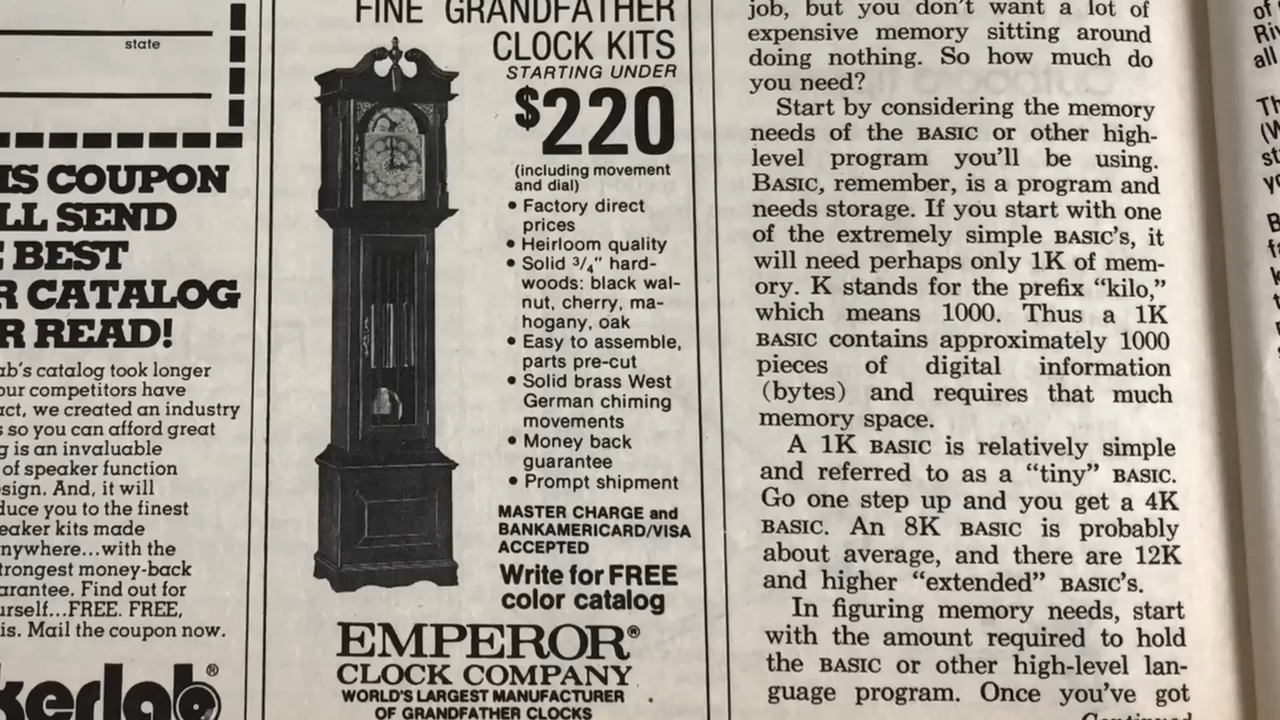 state
IS COUPON
LL SEND
E BEST
R CATALOG
R READ!
ab's catalog took longer
our competitors have
act, we created an industry
s so you can afford great
g is an invaluable
of speaker function
esign. And, it will
duce you to the finest
eaker kits made
nywhere...with the
trongest money-back
arantee. Find out for
urself...FREE. FREE,
is. Mail the coupon now.
kerlab®
FINE GRANDFATHER
CLOCK KITS
STARTING UNDER
$220
(including movement
and dial)
• Factory direct
prices
• Heirloom quality
• Solid 3/4" hard-
woods: black wal-
nut, cherry, ma-
hogany, oak
• Easy to assemble,
parts pre-cut
• Solid brass West
German chiming
movements
• Money back
guarantee
• Prompt shipment
MASTER CHARGE and
BANKAMERICARD/VISA
ACCEPTED
Write for FREE
color catalog
EMPEROR®
CLOCK COMPANY
WORLD'S LARGEST MANUFACTURER
OF GRANDFATHER CLOCKS
job, but you don't want a lot of
expensive memory sitting around
doing nothing. So how much do
you need?
Start by considering the memory
needs of the BASIC or other high-
level program you'll be using.
BASIC, remember, is a program and
needs storage. If you start with one
of the extremely simple BASIC's, it
will need perhaps only 1K of mem-
ory. K stands for the prefix "kilo,"
which means 1000. Thus a 1K
BASIC contains approximately 1000
pieces of digital information
(bytes) and requires that much
memory space.
A 1K BASIC is relatively simple
and referred to as a "tiny" BASIC.
Go one step up and you get a 4K
BASIC. An 8K BASIC is probably
about average, and there are 12K
and higher "extended" BASIC's.
In figuring memory needs, start
with the amount required to hold
the BASIC or other high-level lan-
guage program. Once you've got
Continued
of
Riv
all
Th
(V
st
yo
B
fo